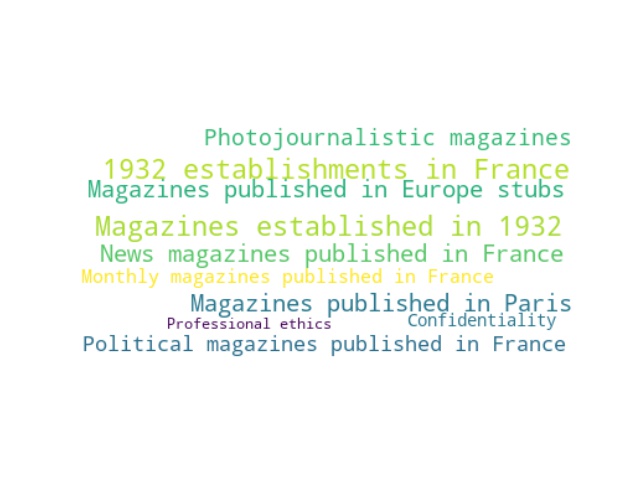 Photojournalistic magazines
1932 establishments in France
Magazines published in Europe stubs
Magazines established in 1932
News magazines published in France
Monthly magazines published in France
Magazines published in Paris
Professional ethics
Confidentiality
Political magazines published in France